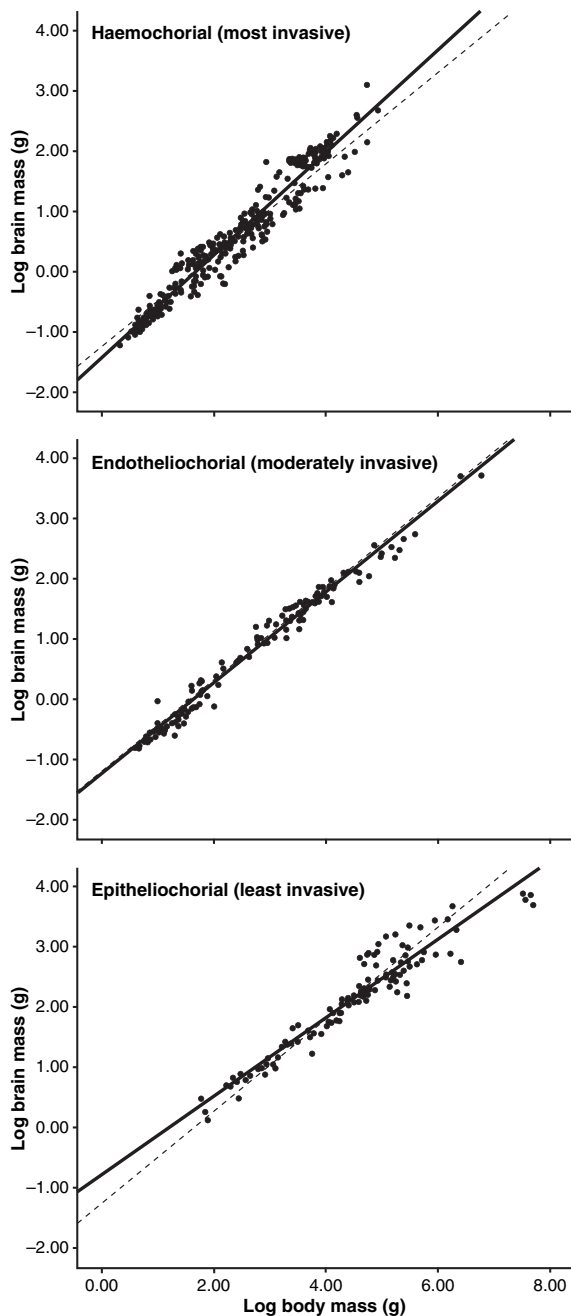 Haemochorial (most invasive)
Log brain mass (g)
4.00
3.00
2.00
1.00
0.00
–1.00
–2.00
Endotheliochorial (moderately invasive)
Log brain mass (g)
4.00
3.00
2.00
1.00
0.00
–1.00
–2.00
Epitheliochorial (least invasive)
Log brain mass (g)
4.00
3.00
2.00
1.00
0.00
–1.00
–2.00
0.00 2.00 4.00 6.00 8.00
Log body mass (g)